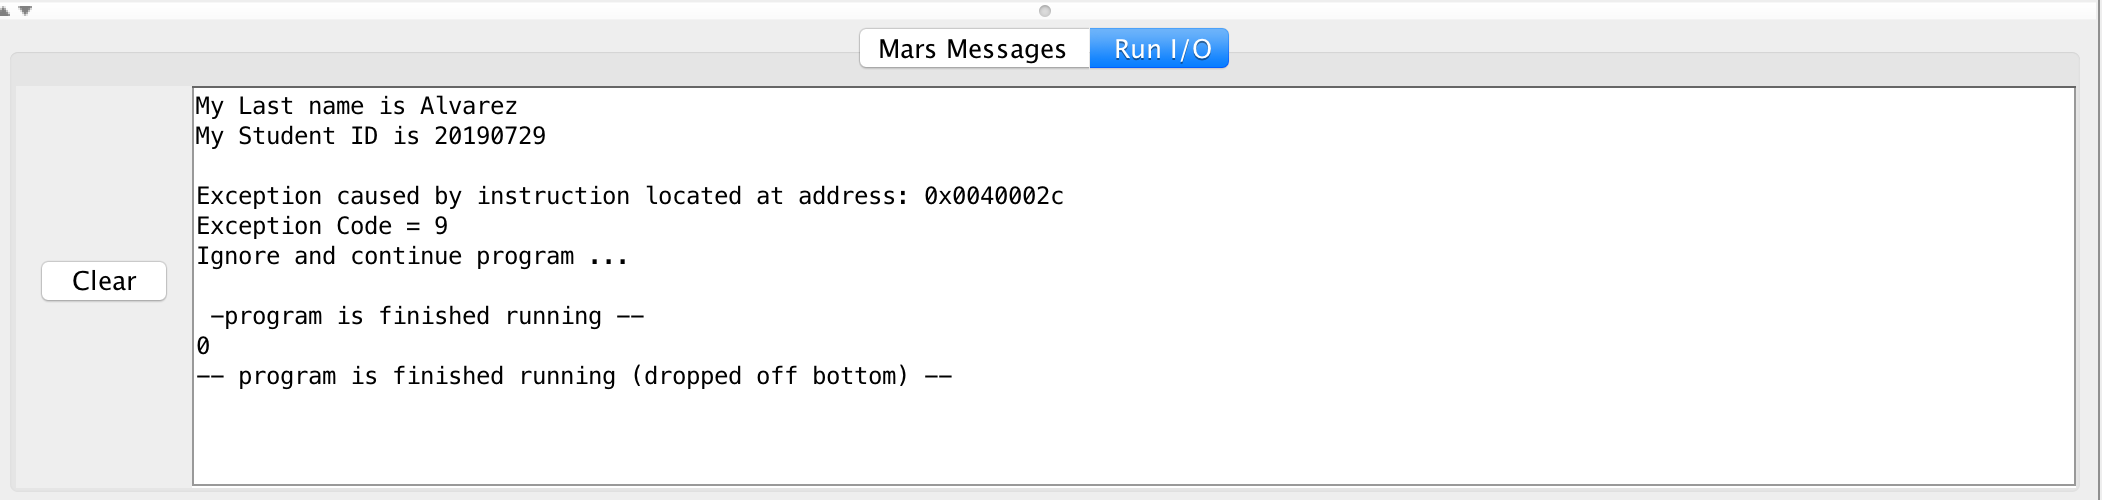 Mars Messages Run I/O
My Last name is Alvarez
My Student ID is 20190729
Exception caused by instruction located at address: 0x0040002c
Exception Code = 9
Ignore and continue program ...
Clear
-program is finished running --
0
-- program is finished running (dropped off bottom) --